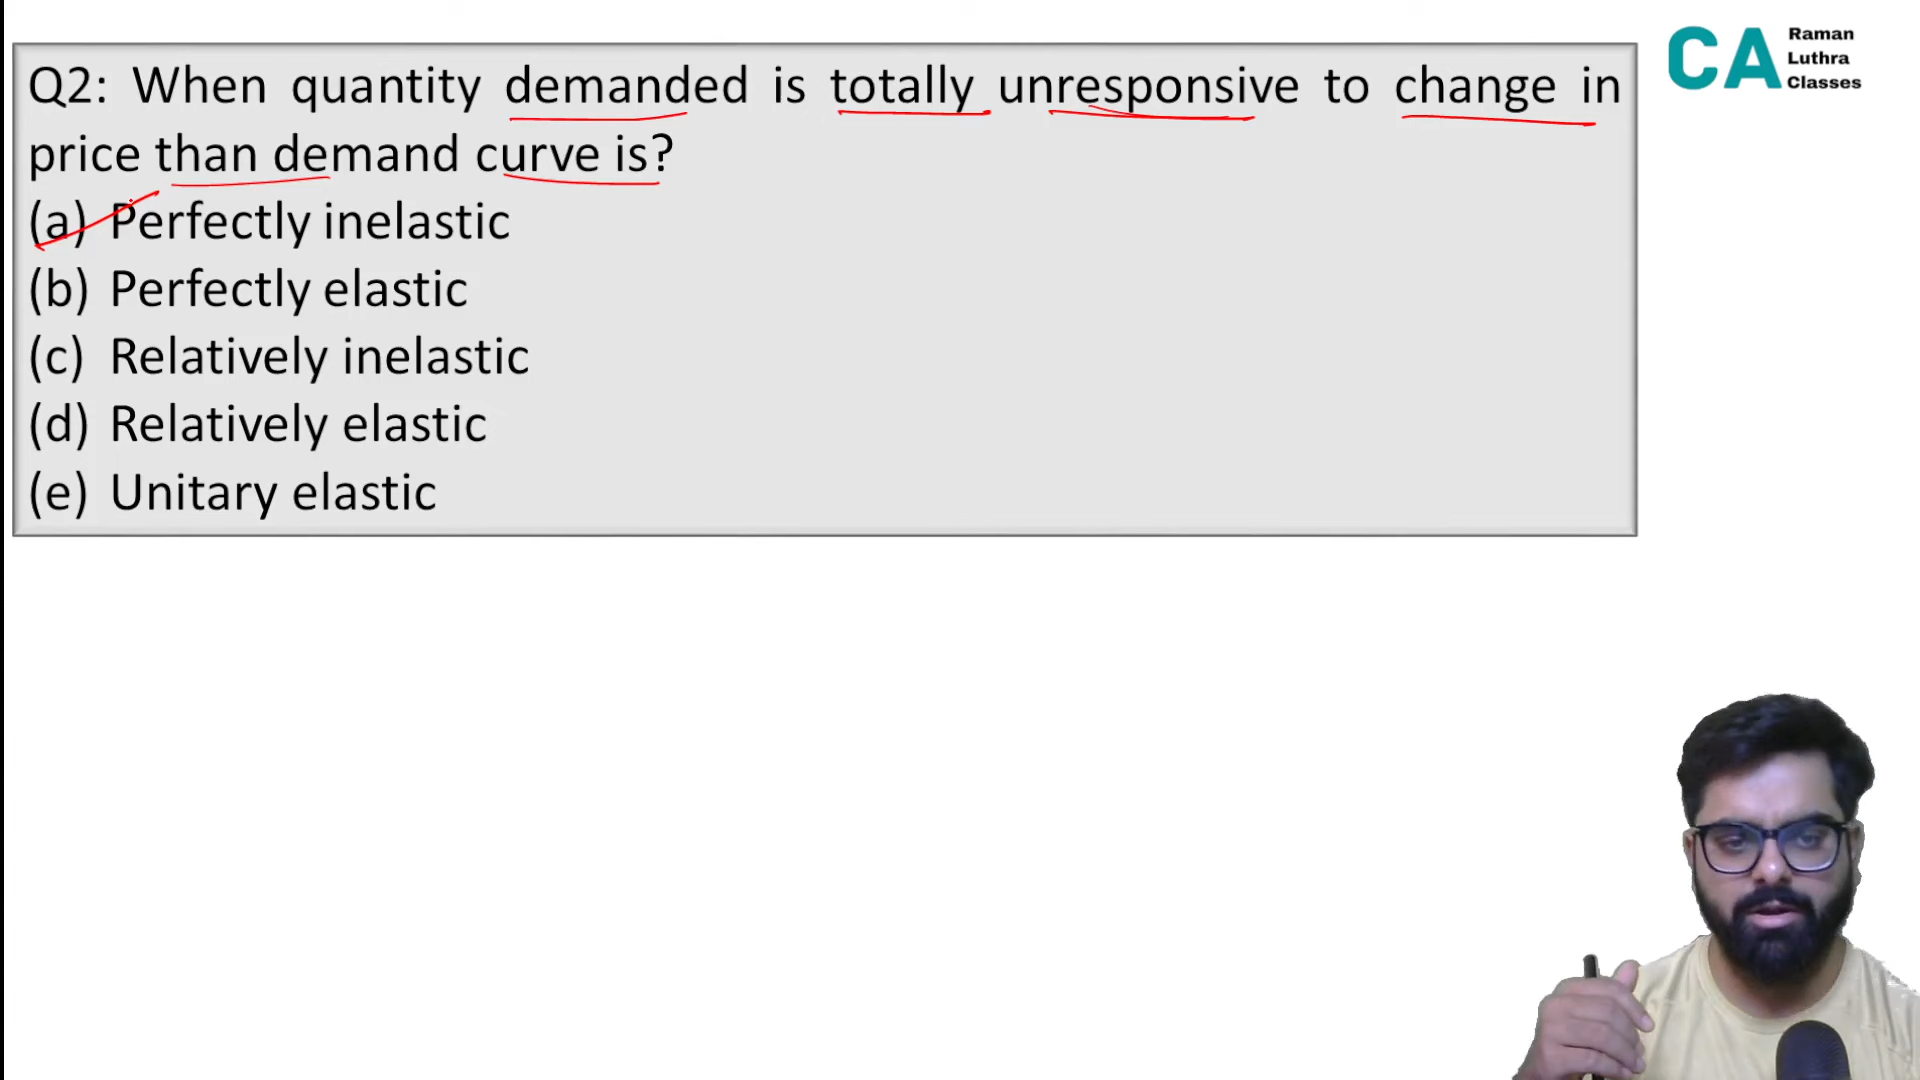 Q2: When quantity demanded is totally unresponsive to change in
price than demand curve is?
(a) Perfectly inelastic
(b) Perfectly elastic
(c) Relatively inelastic
(d) Relatively elastic
(e) Unitary elastic
CA Raman
Luthra
Classes